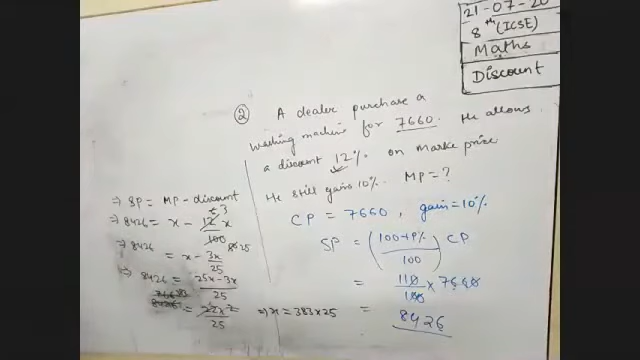 21-07-20
8th (ICSE)
Maths
Discount
② A dealer purchase a
washing machine for 7660. He allows
a discount 12% on Marke price
He still gain 10%. MP = ?
CP = 7660, gain = 10%
SP = (100+P% / 100) CP
= 110/100 × 7660
= 8426
⇒ SP = MP - discount
⇒ 8426 = x - 12/100 x
⇒ 8426 = x - 3x/25
⇒ 8426 = 25x - 3x / 25
= 22x/25 ⇒ x = 383 × 25